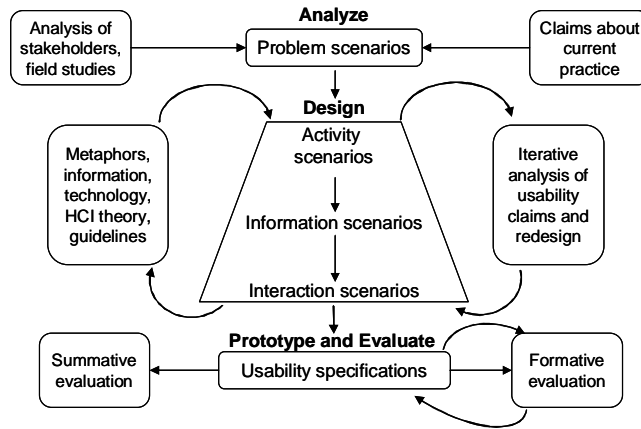 Analyze
Analysis of
stakeholders,
field studies
Problem scenarios
Claims about
current
practice
Design
Activity
scenarios
Metaphors,
information,
technology,
HCI theory,
guidelines
Iterative
analysis of
usability
claims and
redesign
Information scenarios
Interaction scenarios
Prototype and Evaluate
Summative
evaluation
Usability specifications
Formative
evaluation